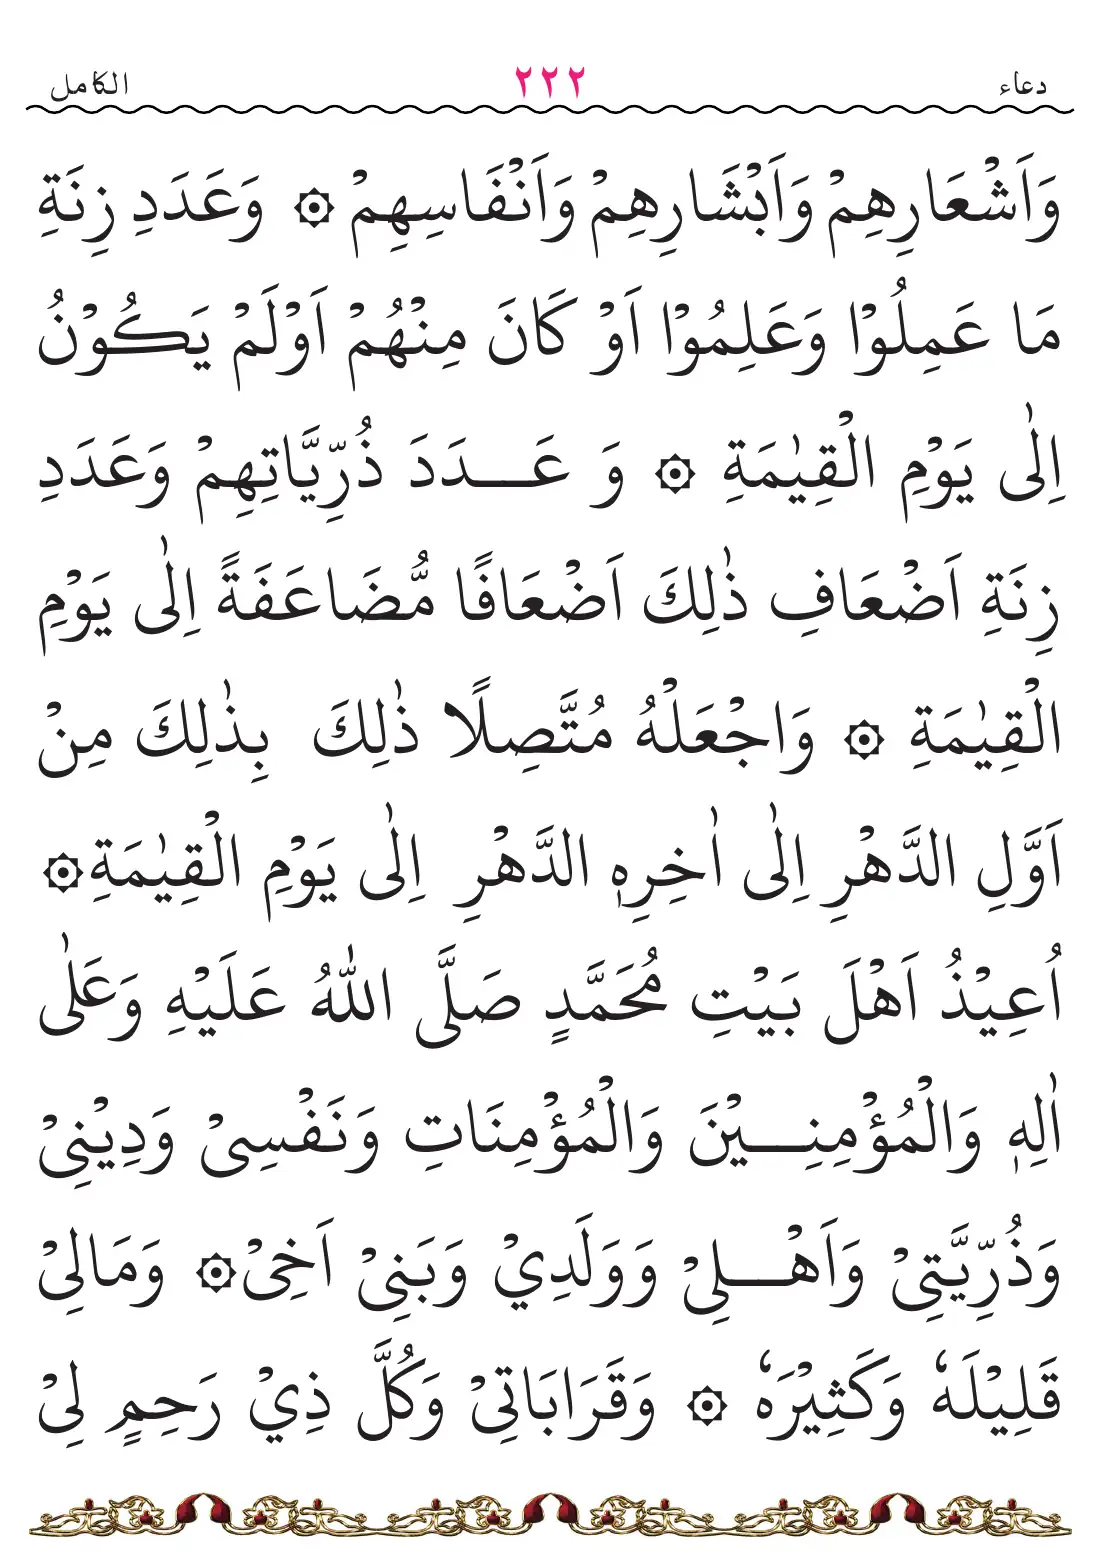 دعاء ٢٢٢ الكامل
وَاَشْعَارِهِمْ وَاَبْشَارِهِمْ وَاَنْفَاسِهِمْ ۞ وَعَدَدِ زِنَةِ
مَا عَمِلُوْا وَعَلِمُوْا اَوْ كَانَ مِنْهُمْ اَوْلَمْ يَكُوْنُ
اِلٰى يَوْمِ الْقِيٰمَةِ ۞ وَ عَـــدَدَ ذُرِّيَّاتِهِمْ وَعَدَدِ
زِنَةِ اَضْعَافِ ذٰلِكَ اَضْعَافًا مُّضَاعَفَةً اِلٰى يَوْمِ
الْقِيٰمَةِ ۞ وَاجْعَلْهُ مُتَّصِلًا ذٰلِكَ بِذٰلِكَ مِنْ
اَوَّلِ الدَّهْرِ اِلٰى اٰخِرِهٖ الدَّهْرِ اِلٰى يَوْمِ الْقِيٰمَةِ۞
اُعِيْذُ اَهْلَ بَيْتِ مُحَمَّدٍ صَلَّى اللهُ عَلَيْهِ وَعَلٰى
اٰلِهٖ وَالْمُؤْمِنِـــيْنَ وَالْمُؤْمِنَاتِ وَنَفْسِىْ وَدِيْنِىْ
وَذُرِّيَّتِىْ وَاَهْـــلِىْ وَوَلَدِيْ وَبَنِىْ اَخِىْ۞ وَمَالِىْ
قَلِيْلَهٗ وَكَثِيْرَهٗ ۞ وَقَرَابَاتِىْ وَكُلَّ ذِيْ رَحِمٍ لِىْ